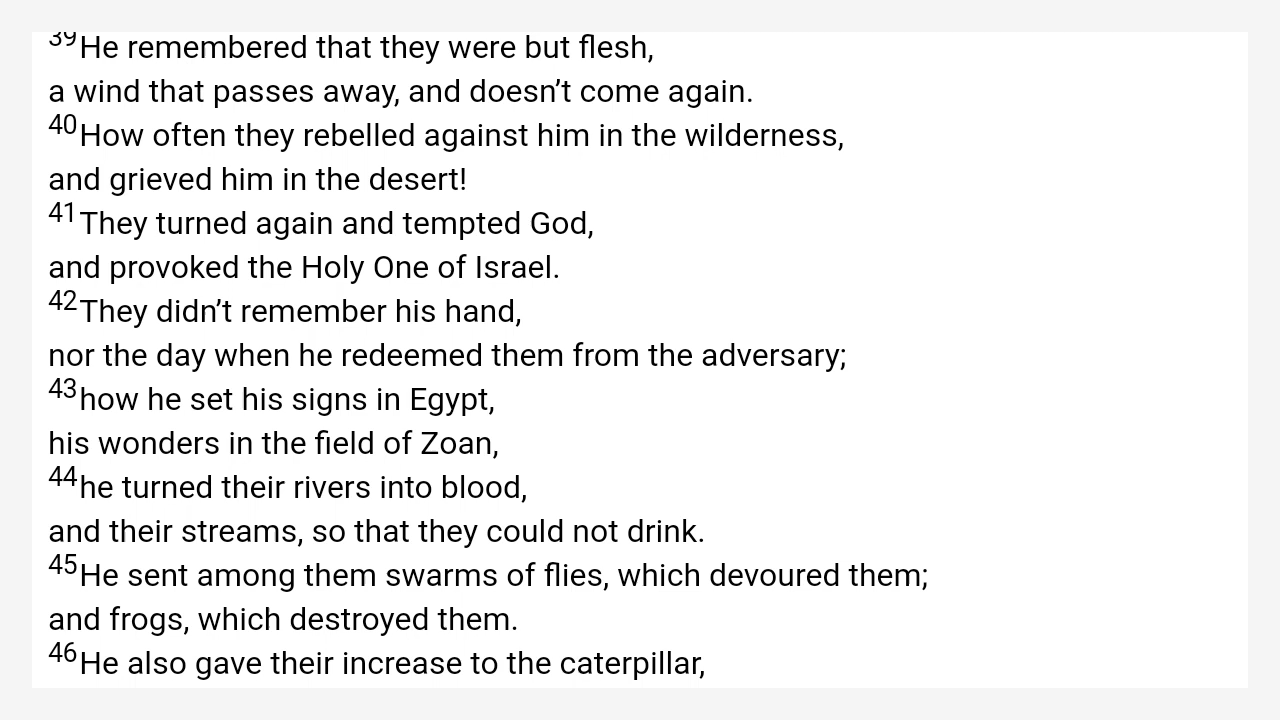 39He remembered that they were but flesh,
a wind that passes away, and doesn’t come again.
40How often they rebelled against him in the wilderness,
and grieved him in the desert!
41They turned again and tempted God,
and provoked the Holy One of Israel.
42They didn’t remember his hand,
nor the day when he redeemed them from the adversary;
43how he set his signs in Egypt,
his wonders in the field of Zoan,
44he turned their rivers into blood,
and their streams, so that they could not drink.
45He sent among them swarms of flies, which devoured them;
and frogs, which destroyed them.
46He also gave their increase to the caterpillar,